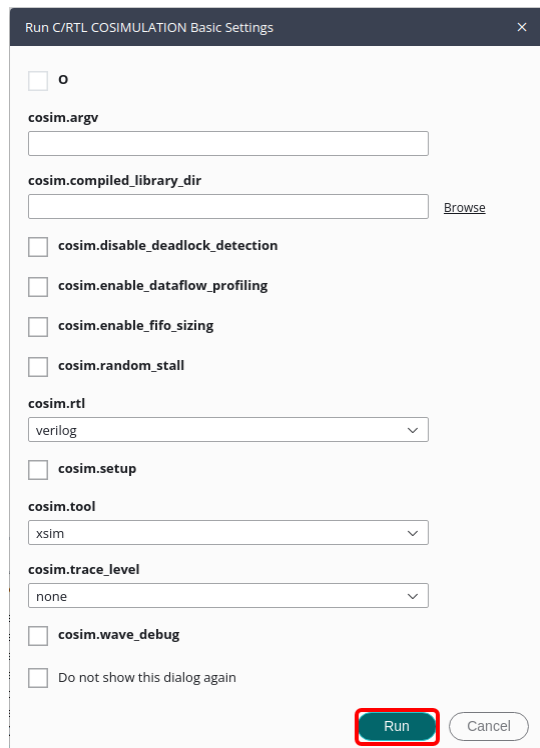 Run C/RTL COSIMULATION Basic Settings
O
cosim.argv
cosim.compiled_library_dir
Browse
cosim.disable_deadlock_detection
cosim.enable_dataflow_profiling
cosim.enable_fifo_sizing
cosim.random_stall
cosim.rtl
verilog
cosim.setup
cosim.tool
xsim
cosim.trace_level
none
cosim.wave_debug
Do not show this dialog again
Run Cancel